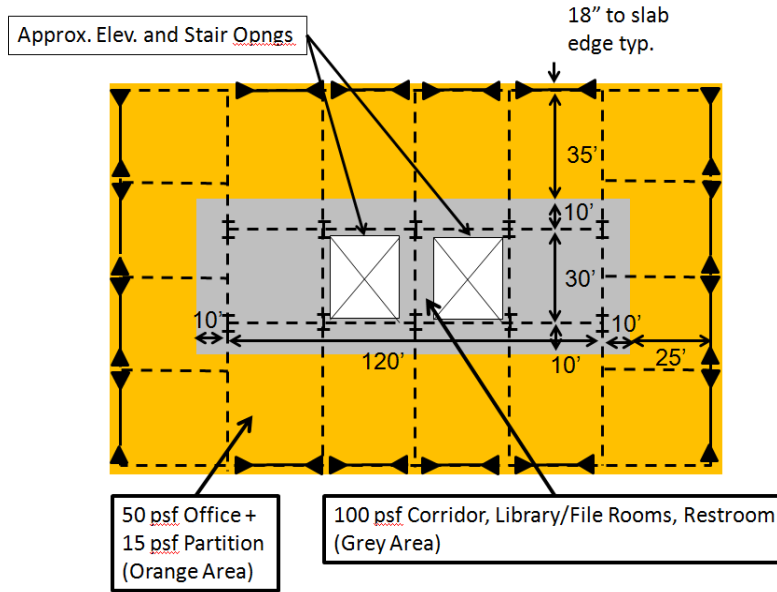 18” to slab
edge typ.
Approx. Elev. and Stair Opngs
35’
10’
30’
10’
10’
120’
10’
25’
50 psf Office +
15 psf Partition
(Orange Area)
100 psf Corridor, Library/File Rooms, Restroom
(Grey Area)